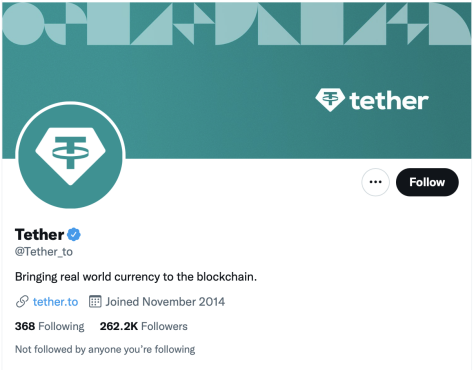 tether
Follow
Tether
@Tether_to
Bringing real world currency to the blockchain.
tether.to Joined November 2014
368 Following 262.2K Followers
Not followed by anyone you're following